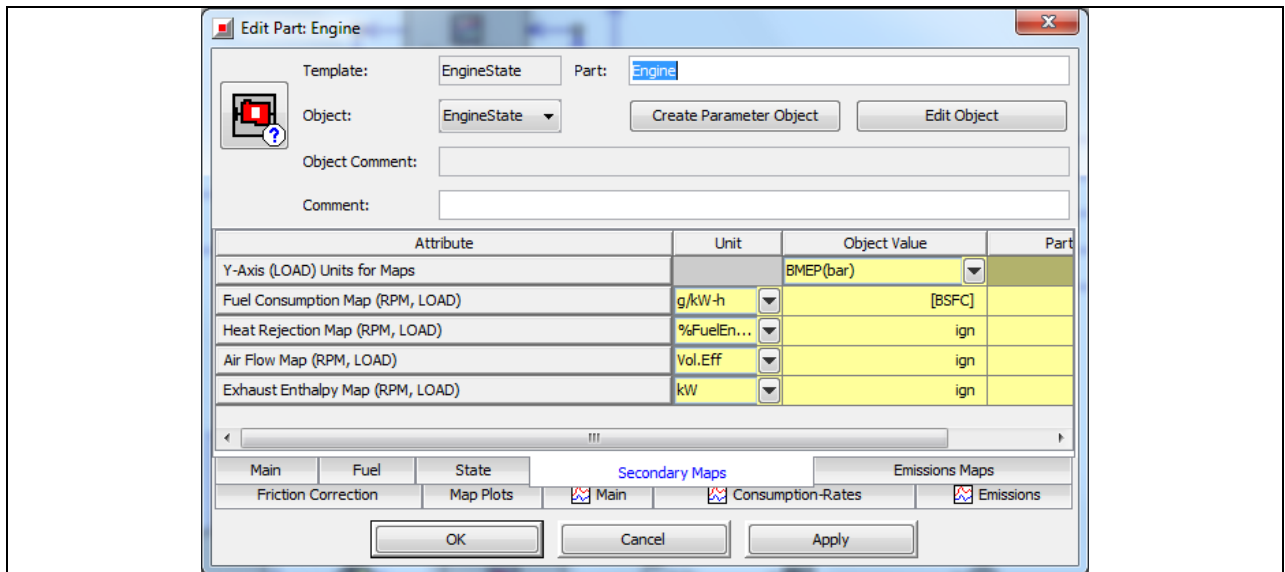 Edit Part: Engine
Template: EngineState Part: Engine
Object: EngineState Create Parameter Object Edit Object
Object Comment:
Comment:
Attribute Unit Object Value Part
Y-Axis (LOAD) Units for Maps BMEP(bar)
Fuel Consumption Map (RPM, LOAD) g/kW-h [BSFC]
Heat Rejection Map (RPM, LOAD) %FuelEn... ign
Air Flow Map (RPM, LOAD) Vol.Eff ign
Exhaust Enthalpy Map (RPM, LOAD) kW ign
Main Fuel State Secondary Maps Emissions Maps
Friction Correction Map Plots Main Consumption-Rates Emissions
OK Cancel Apply